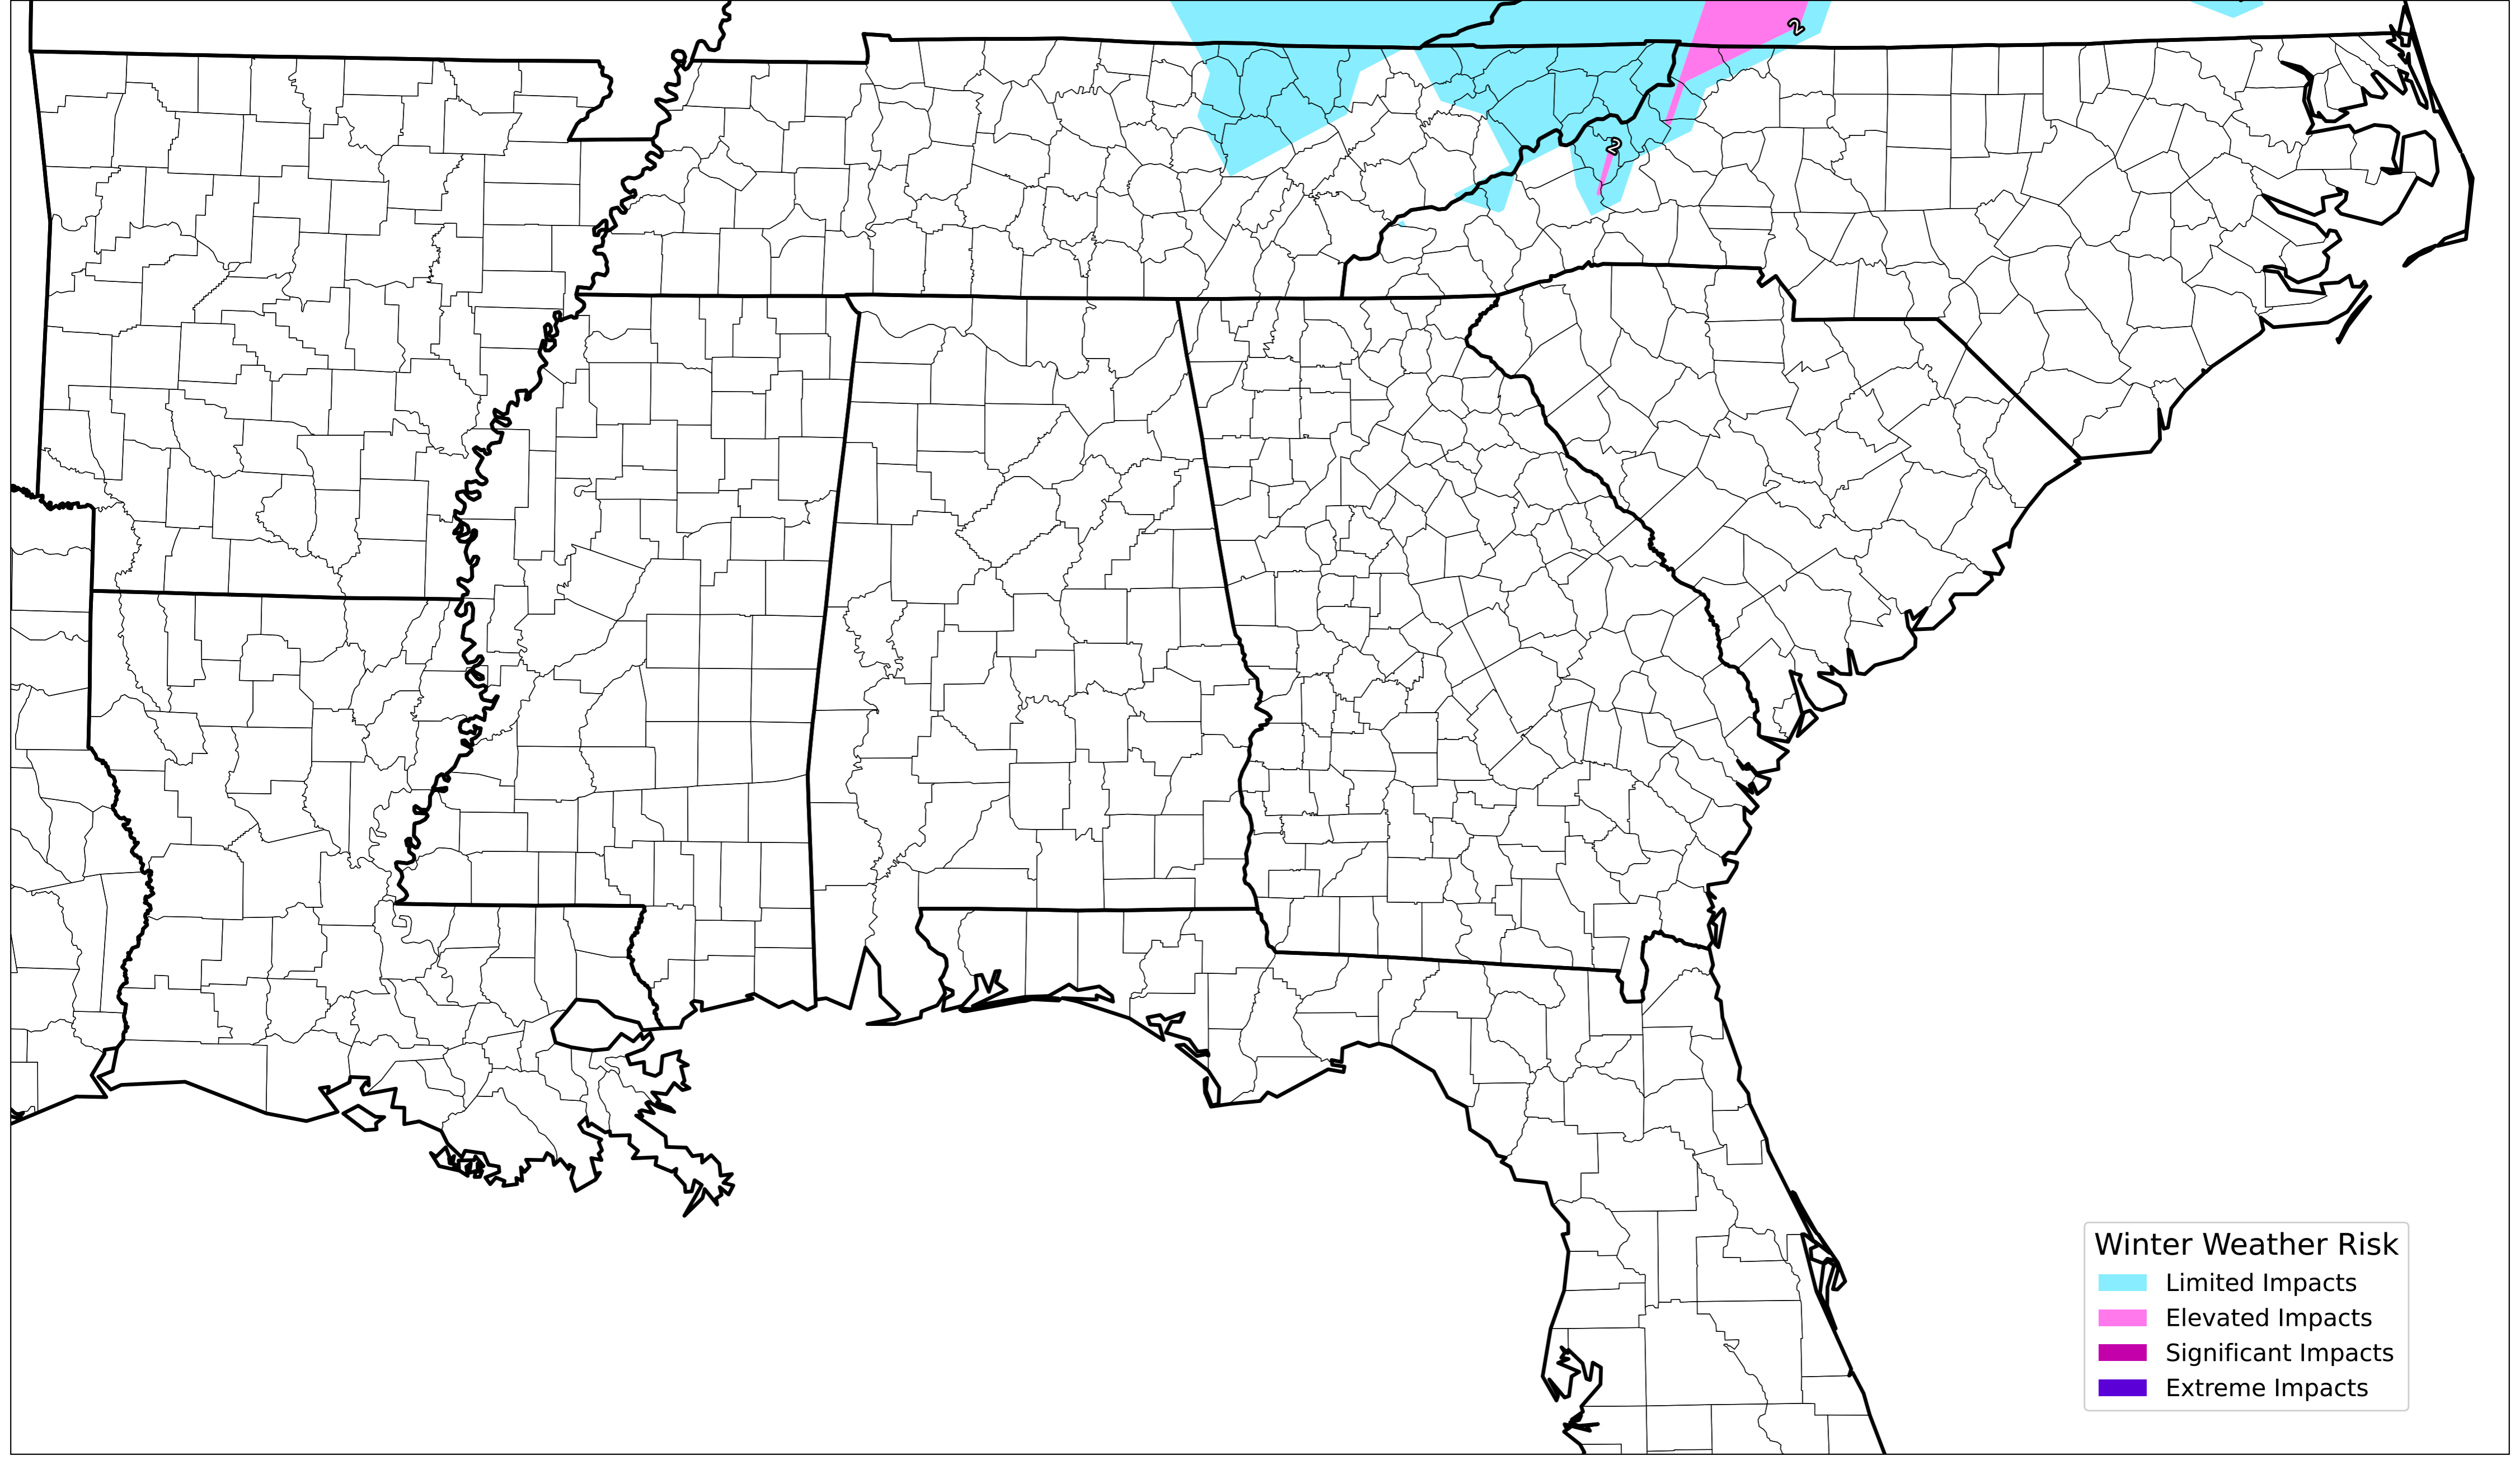 2
2
Winter Weather Risk
Limited Impacts
Elevated Impacts
Significant Impacts
Extreme Impacts